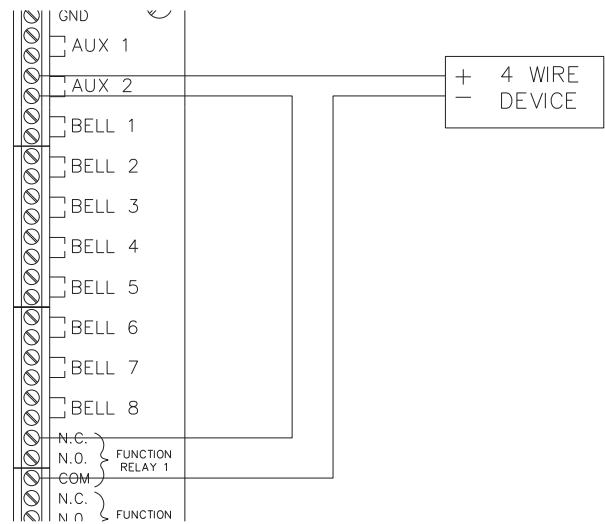 GND
AUX 1
AUX 2
+ 4 WIRE
- DEVICE
BELL 1
BELL 2
BELL 3
BELL 4
BELL 5
BELL 6
BELL 7
BELL 8
N.C.
N.O.
COM
FUNCTION
RELAY 1
N.C.
N.O.
FUNCTION